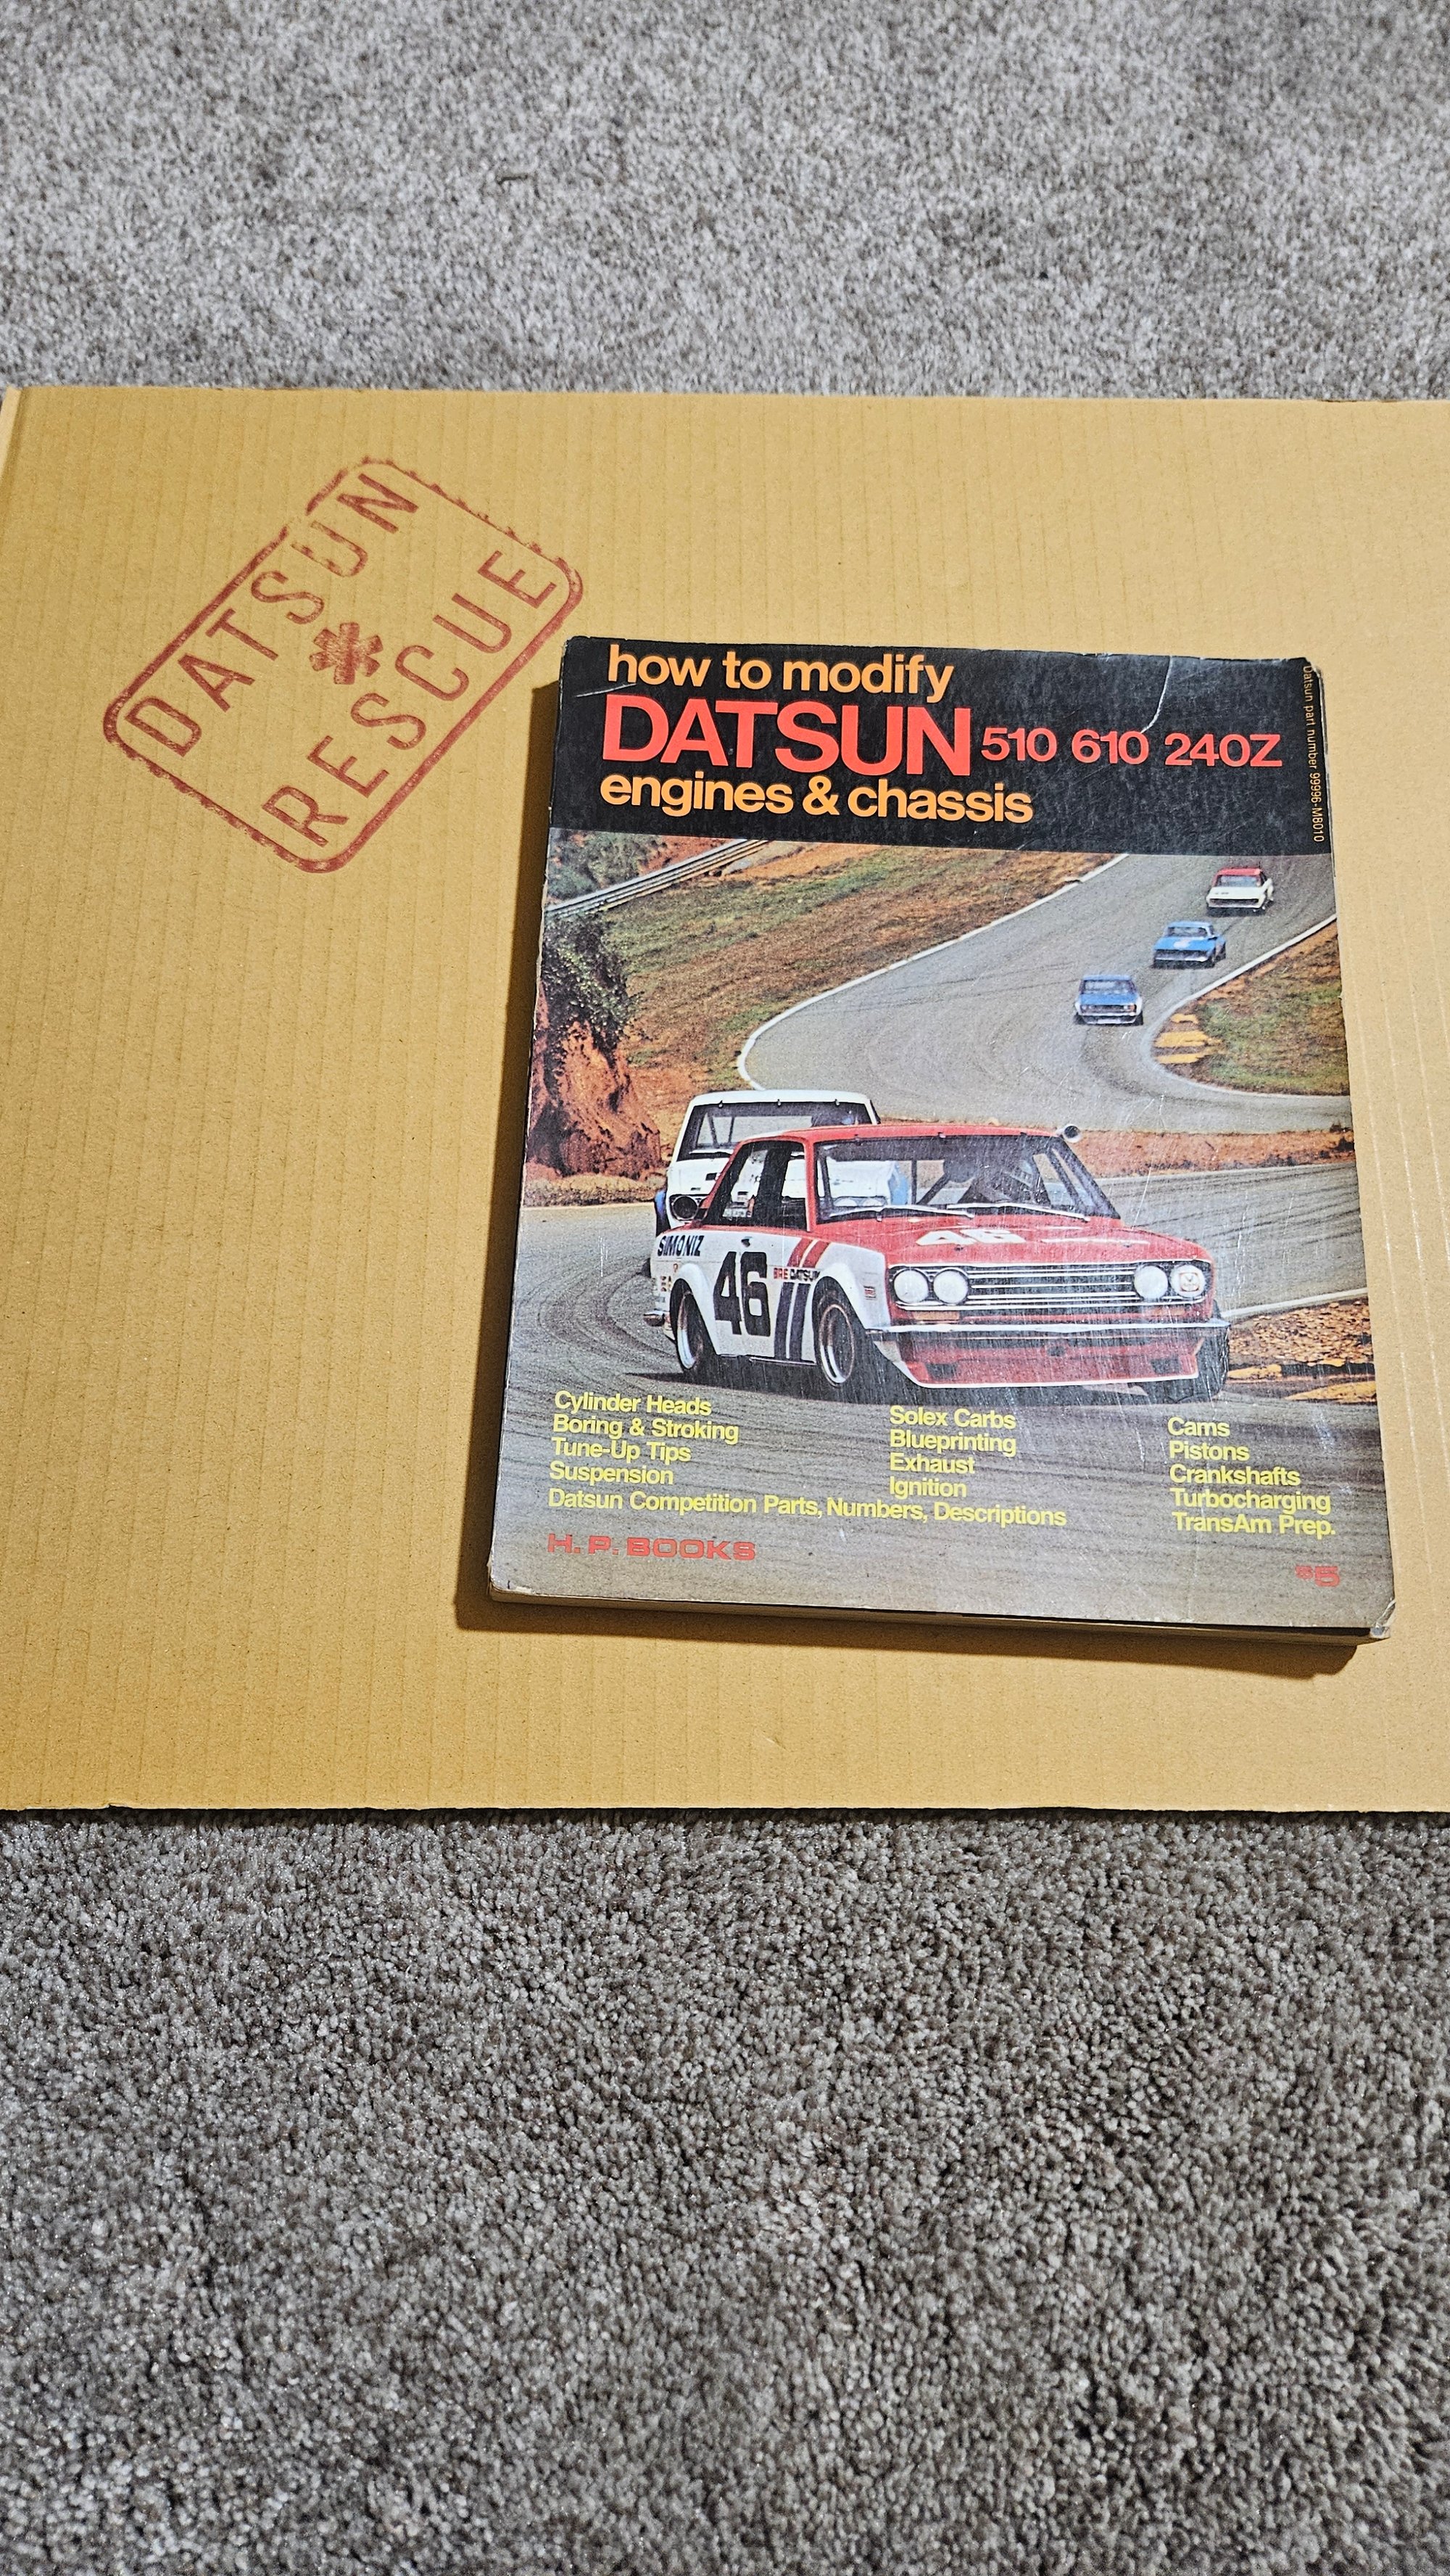 DATSUN
RESCUE
how to modify
DATSUN 510 610 240Z
engines & chassis
Datsun part number 99996-M8010
46
SIMONIZ
46
BRE DATSUN
Cylinder Heads
Boring & Stroking
Tune-Up Tips
Suspension
Datsun Competition Parts, Numbers, Descriptions
Solex Carbs
Blueprinting
Exhaust
Ignition
Cams
Pistons
Crankshafts
Turbocharging
TransAm Prep.
H. P. BOOKS
$5